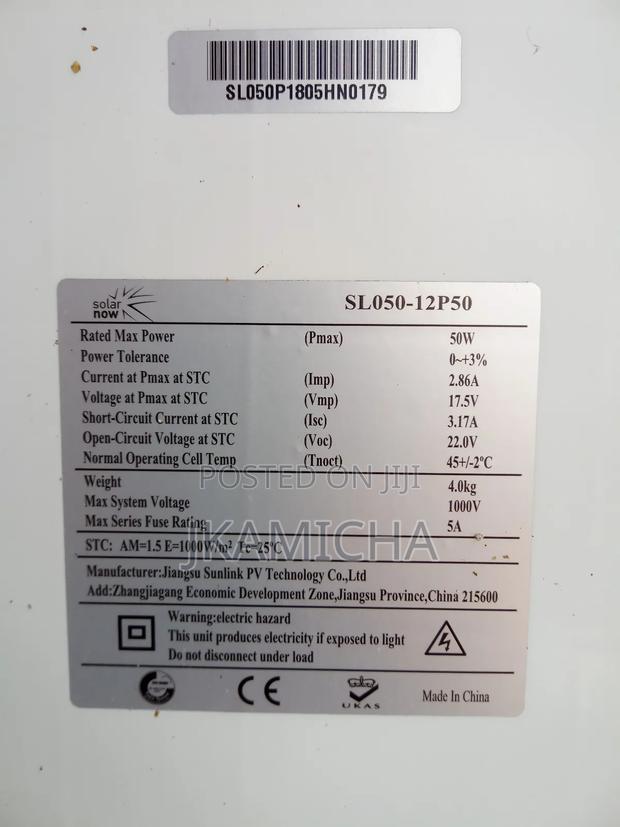 SL050P1805HN0179
solar
now
SL050-12P50
Rated Max Power (Pmax) 50W
Power Tolerance 0~+3%
Current at Pmax at STC (Imp) 2.86A
Voltage at Pmax at STC (Vmp) 17.5V
Short-Circuit Current at STC (Isc) 3.17A
Open-Circuit Voltage at STC (Voc) 22.0V
Normal Operating Cell Temp (Tnoct) 45+/-2°C
POSTED ON JIJI
Weight 4.0kg
Max System Voltage 1000V
Max Series Fuse Rating 5A
JKAMICHA
STC: AM=1.5 E=1000W/m² Tc=25°C
Manufacturer:Jiangsu Sunlink PV Technology Co.,Ltd
Add:Zhangjiagang Economic Development Zone,Jiangsu Province,China 215600
Warning:electric hazard
This unit produces electricity if exposed to light
Do not disconnect under load
CE
UKAS
Made In China